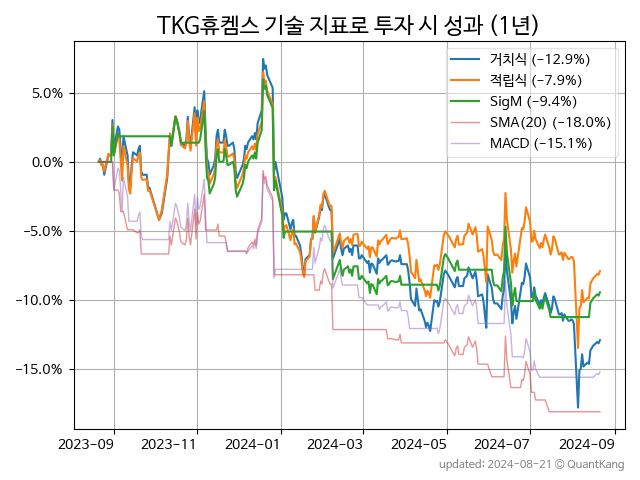 TKG휴켐스 기술 지표로 투자 시 성과 (1년)
거치식 (−12.9%)
적립식 (−7.9%)
SigM (−9.4%)
SMA(20) (−18.0%)
MACD (−15.1%)
5.0%
0.0%
−5.0%
−10.0%
−15.0%
2023-09 2023-11 2024-01 2024-03 2024-05 2024-07 2024-09
updated: 2024-08-21 © QuantKang